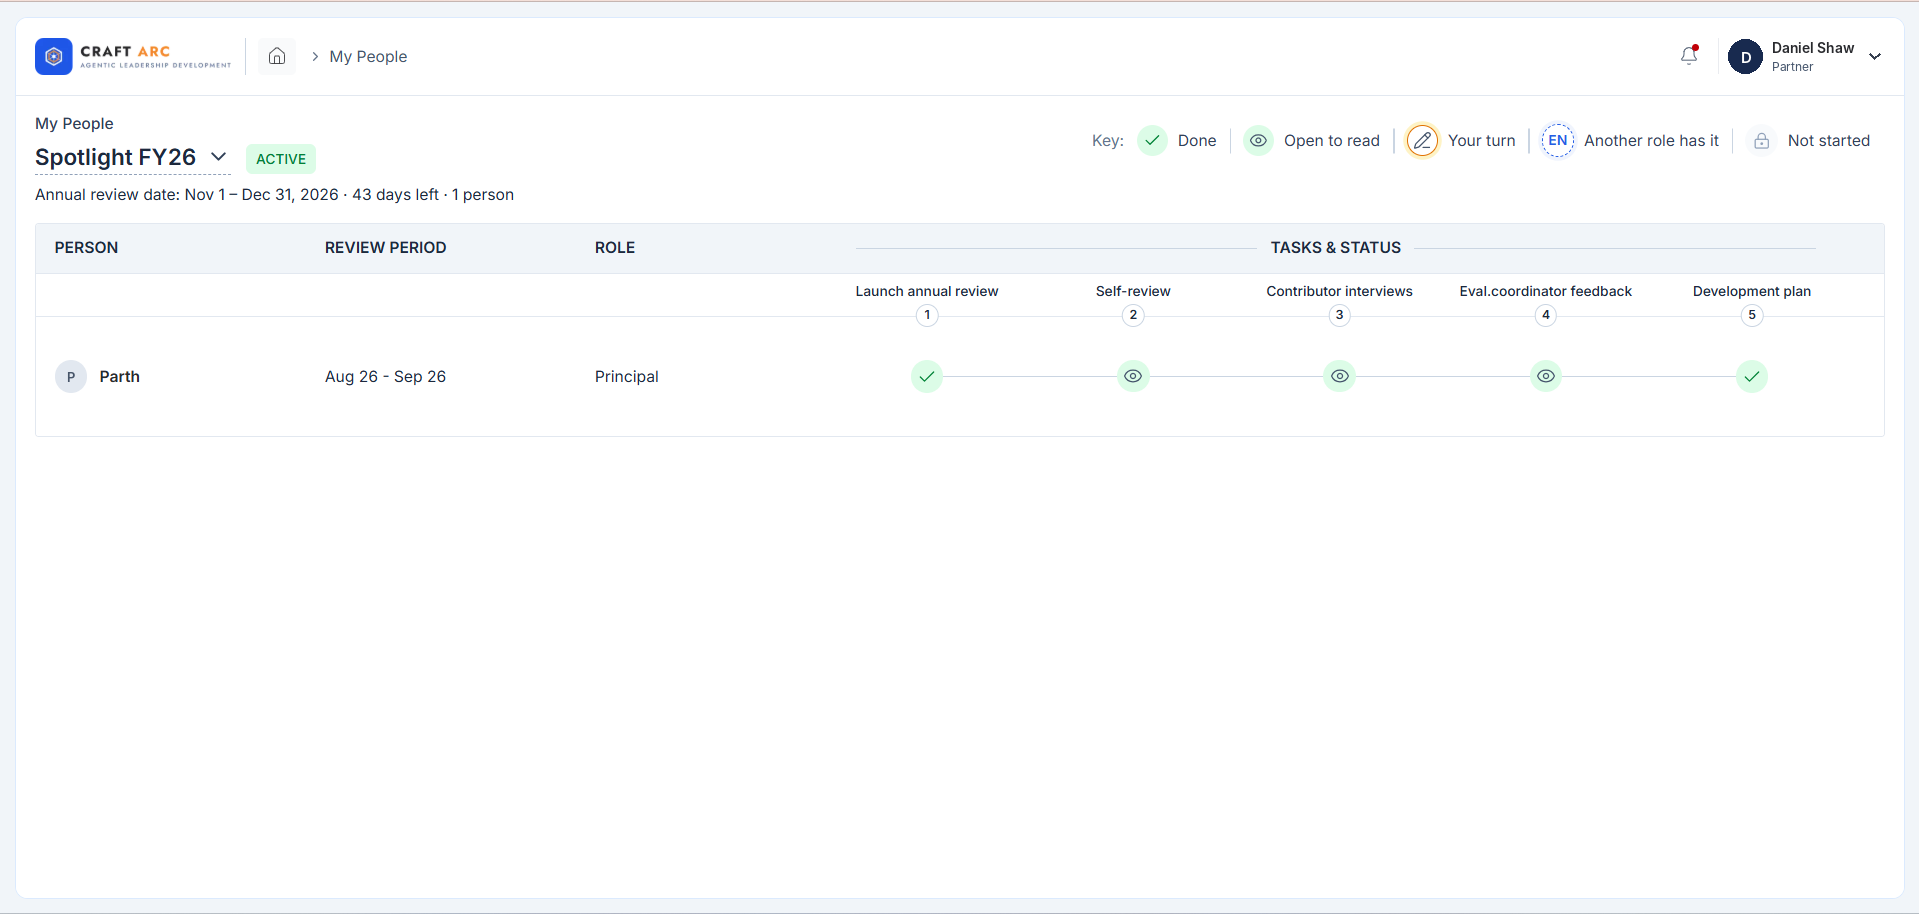 CRAFT ARC
AGENTIC LEADERSHIP DEVELOPMENT
My People
D
Daniel Shaw
Partner
My People
Spotlight FY26
ACTIVE
Annual review date: Nov 1 – Dec 31, 2026 · 43 days left · 1 person
Key:
Done
Open to read
Your turn
EN
Another role has it
Not started
PERSON
REVIEW PERIOD
ROLE
TASKS & STATUS
Launch annual review
Self-review
Contributor interviews
Eval.coordinator feedback
Development plan
1
2
3
4
5
P
Parth
Aug 26 - Sep 26
Principal